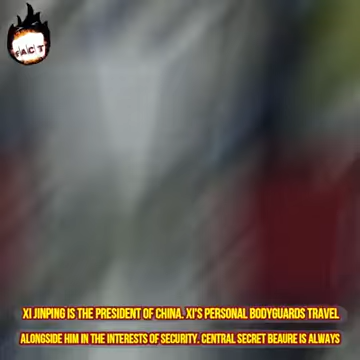 FACT
XI JINPING IS THE PRESIDENT OF CHINA. XI'S PERSONAL BODYGUARDS TRAVEL
ALONGSIDE HIM IN THE INTERESTS OF SECURITY. CENTRAL SECRET BEAURE IS ALWAYS